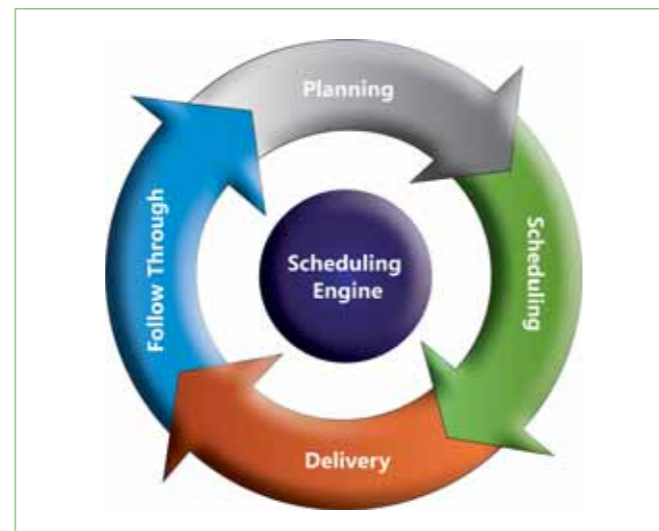 Planning
Scheduling
Delivery
Follow Through
Scheduling
Engine